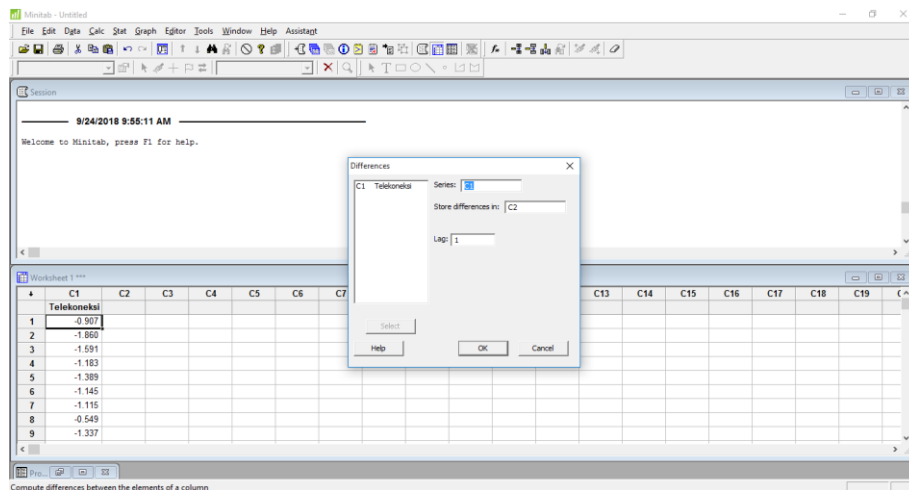 Minitab - Untitled
File Edit Data Calc Stat Graph Editor Tools Window Help Assistant
Session
9/24/2018 9:55:11 AM
Welcome to Minitab, press F1 for help.
Differences
C1 Telekoneksi
Series: C1
Store differences in: C2
Lag: 1
Select
Help OK Cancel
Worksheet 1 ***
C1 C2 C3 C4 C5 C6 C7 C13 C14 C15 C16 C17 C18 C19
Telekoneksi
1 -0.907
2 -1.860
3 -1.591
4 -1.183
5 -1.389
6 -1.145
7 -1.115
8 -0.549
9 -1.337
Pro...
Compute differences between the elements of a column